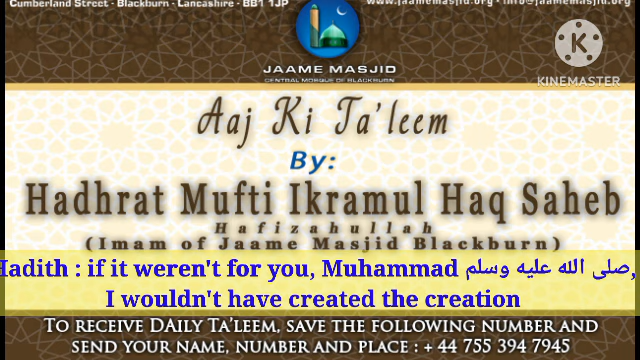 Cumberland Street - Blackburn - Lancashire - BB1 1JP
www.jaamemasjid.org - info@jaamemasjid.org
JAAME MASJID
CENTRAL MOSQUE OF BLACKBURN
KINEMASTER
Aaj Ki Ta'leem
By:
Hadhrat Mufti Ikramul Haq Saheb
Hafizahullah
(Imam of Jaame Masjid Blackburn)
Hadith : if it weren't for you, Muhammad صلى الله عليه وسلم,
I wouldn't have created the creation
TO RECEIVE DAILY TA'LEEM, SAVE THE FOLLOWING NUMBER AND
SEND YOUR NAME, NUMBER AND PLACE : + 44 755 394 7945